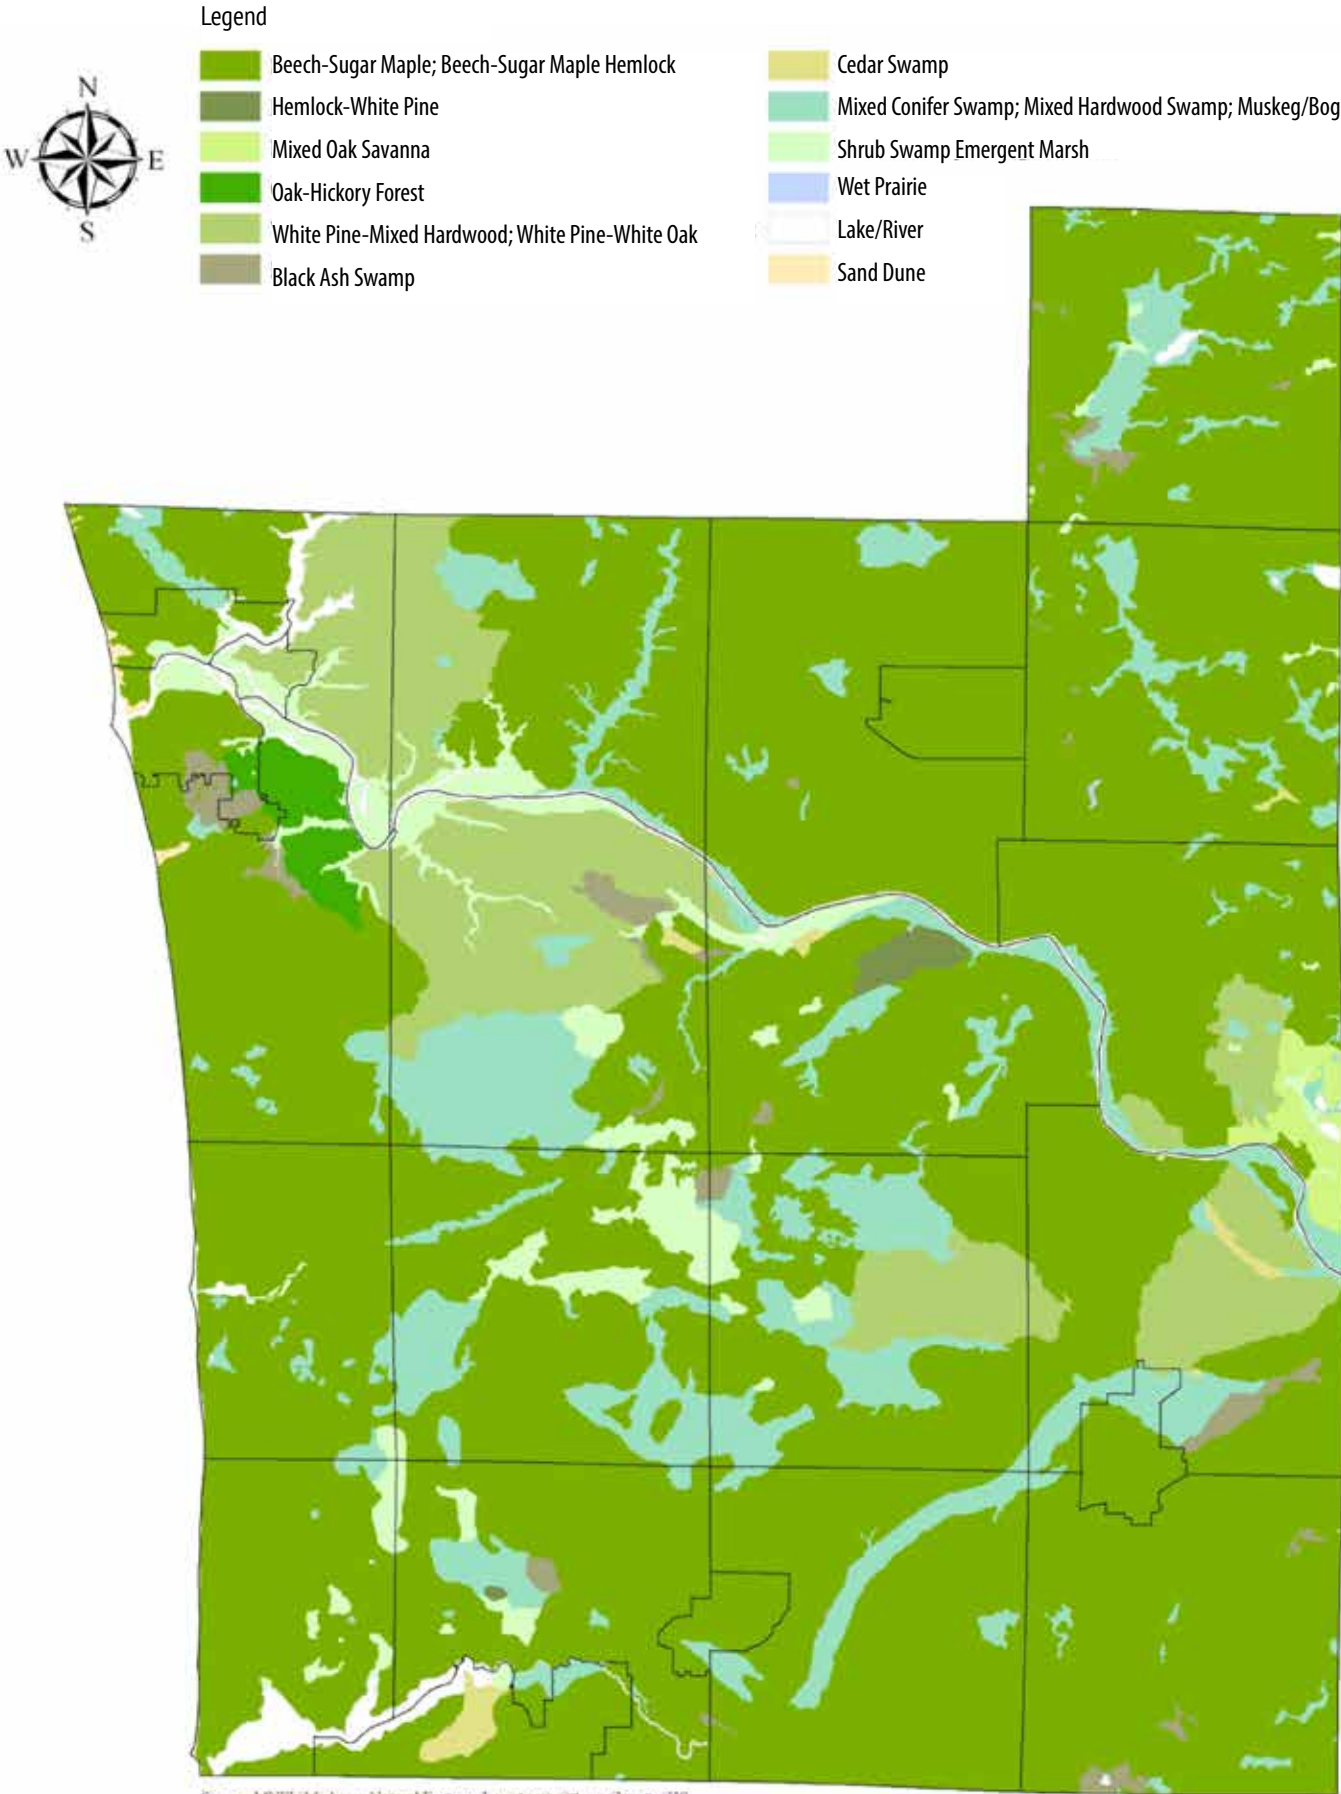 Legend
Beech-Sugar Maple; Beech-Sugar Maple Hemlock
Hemlock-White Pine
Mixed Oak Savanna
Oak-Hickory Forest
White Pine-Mixed Hardwood; White Pine-White Oak
Black Ash Swamp
Cedar Swamp
Mixed Conifer Swamp; Mixed Hardwood Swamp; Muskeg/Bog
Shrub Swamp Emergent Marsh
Wet Prairie
Lake/River
Sand Dune
N
W E
S